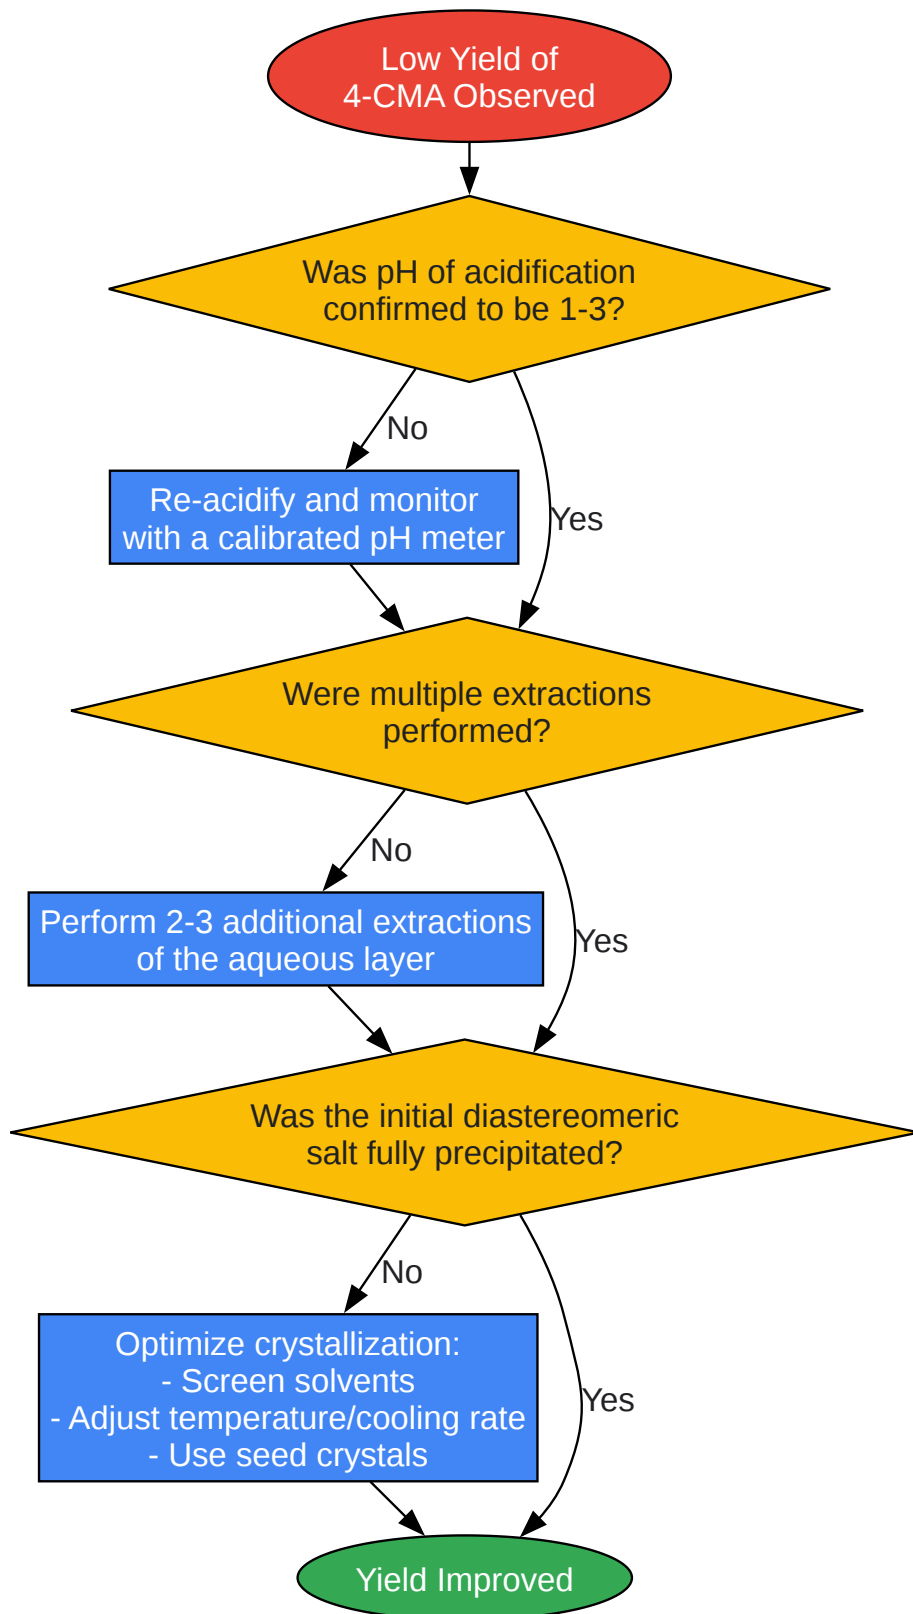 Low Yield of
4-CMA Observed
Was pH of acidification
confirmed to be 1-3?
No
Re-acidify and monitor
with a calibrated pH meter
Yes
Were multiple extractions
performed?
No
Perform 2-3 additional extractions
of the aqueous layer
Yes
Was the initial diastereomeric
salt fully precipitated?
No
Optimize crystallization:
- Screen solvents
- Adjust temperature/cooling rate
- Use seed crystals
Yes
Yield Improved